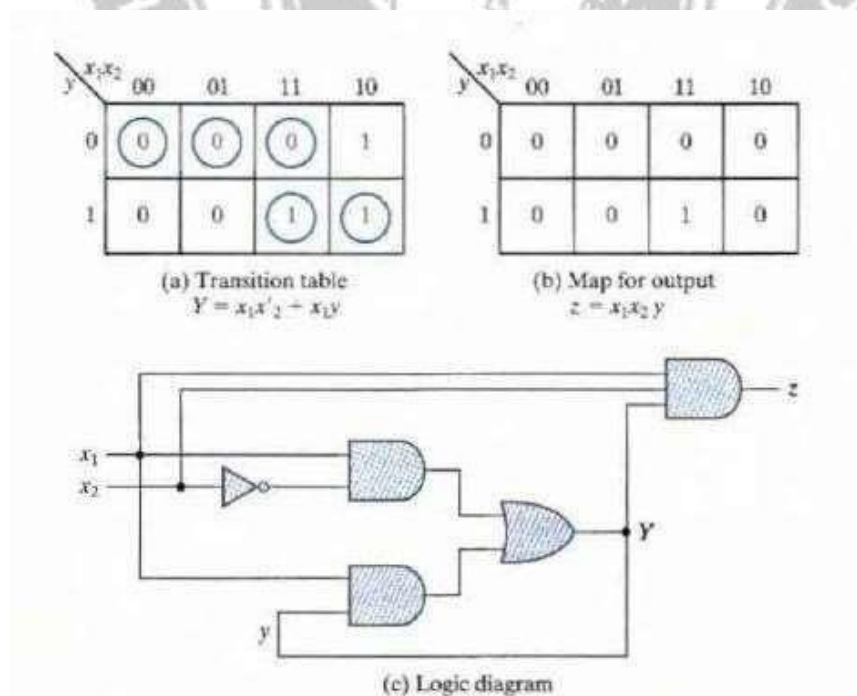 x₁x₂ x₁x₂
y 00 01 11 10 y 00 01 11 10
0 0 0 0 1 0 0 0 0 0
1 0 0 1 1 1 0 0 1 0
(a) Transition table (b) Map for output
Y = x₁x'₂ + x₁y z = x₁x₂ y
z
x₁
x₂
Y
y
(c) Logic diagram